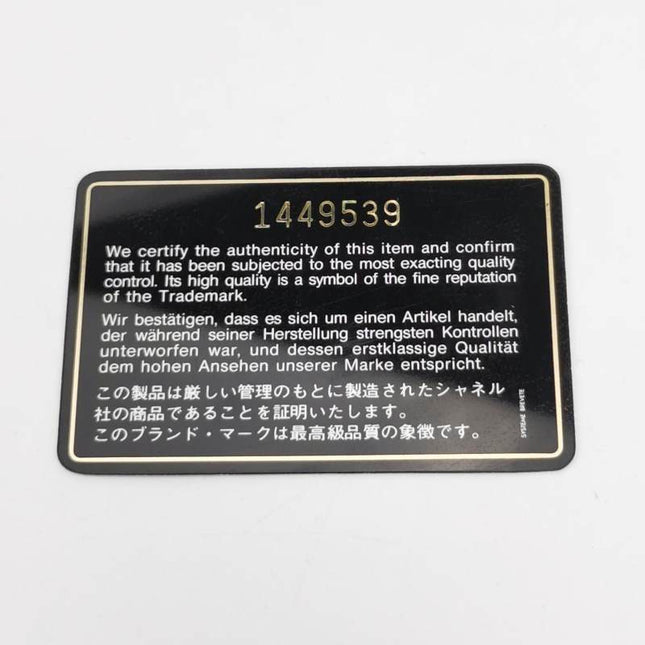 1449539
We certify the authenticity of this item and confirm
that it has been subjected to the most exacting quality
control. Its high quality is a symbol of the fine reputation
of the Trademark.
Wir bestätigen, dass es sich um einen Artikel handelt,
der während seiner Herstellung strengsten Kontrollen
unterworfen war, und dessen erstklassige Qualität
dem hohen Ansehen unserer Marke entspricht.
この製品は厳しい管理のもとに製造されたシャネル
社の商品であることを証明いたします。
このブランド・マークは最高級品質の象徴です。
SYSTEME BREVETE